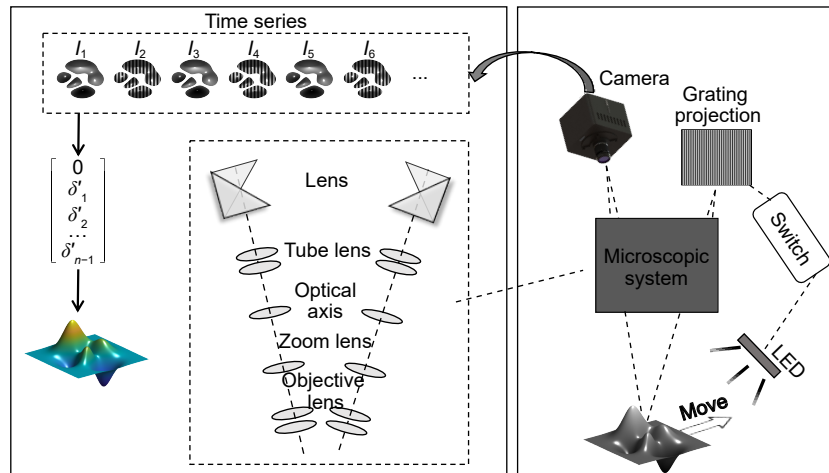 Time series
I1 I2 I3 I4 I5 I6 ...
0
δ′1
δ′2
...
δ′n−1
Lens
Tube lens
Optical
axis
Zoom lens
Objective
lens
Camera
Grating
projection
Microscopic
system
Switch
LED
Move